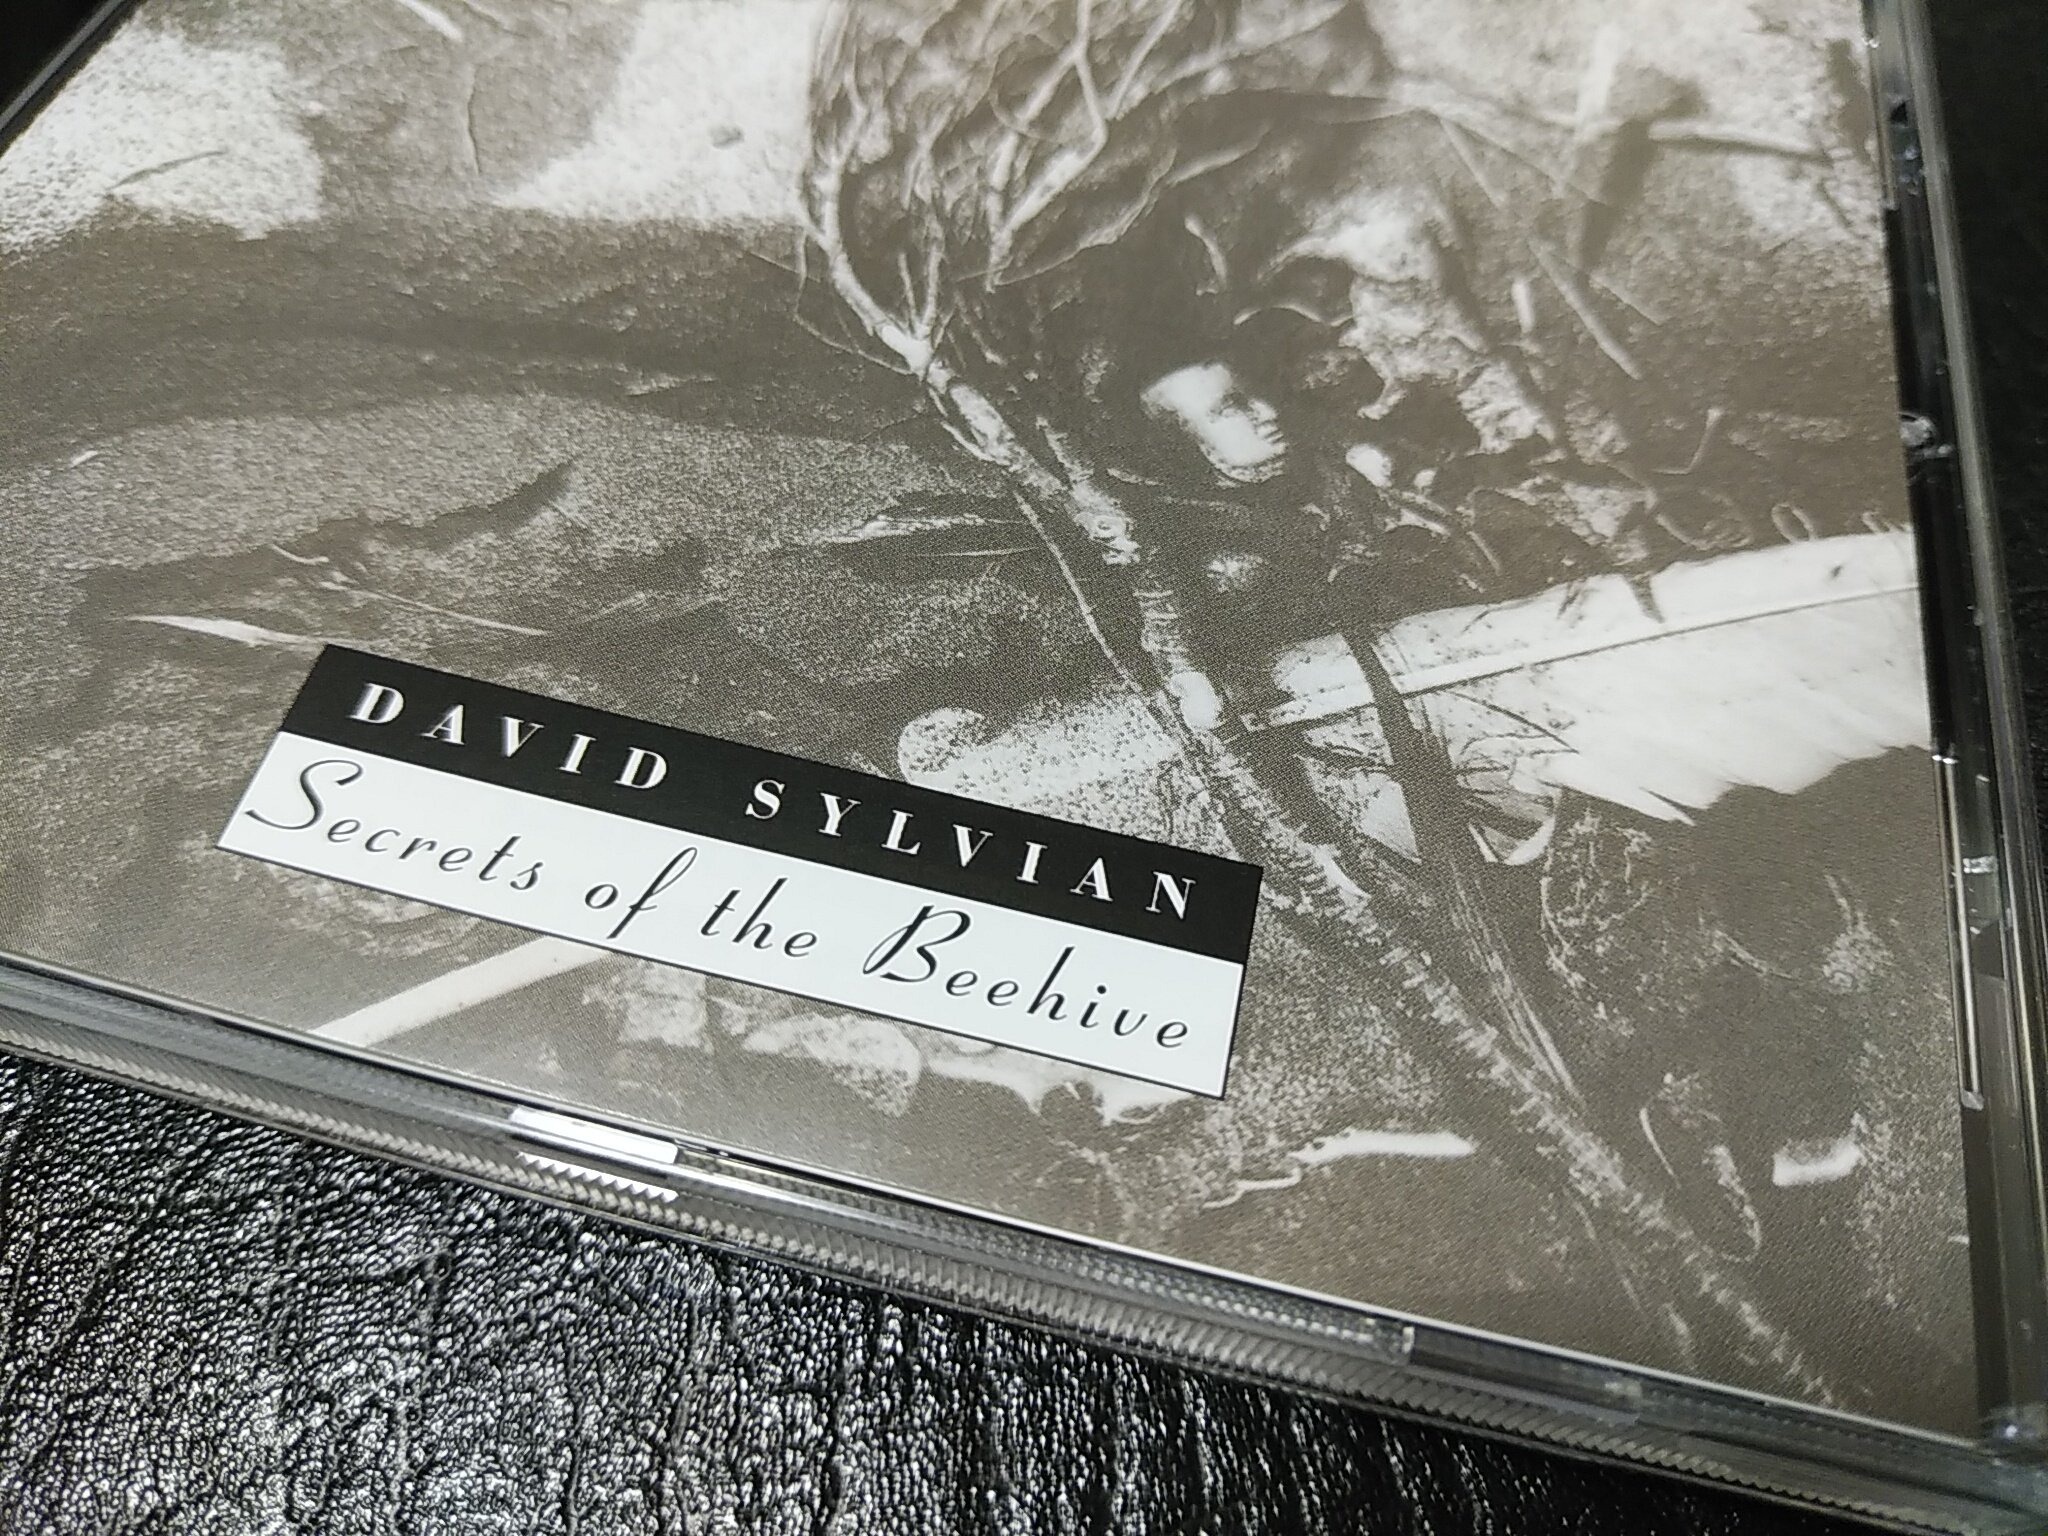 DAVID SYLVIAN
Secrets of the Beehive